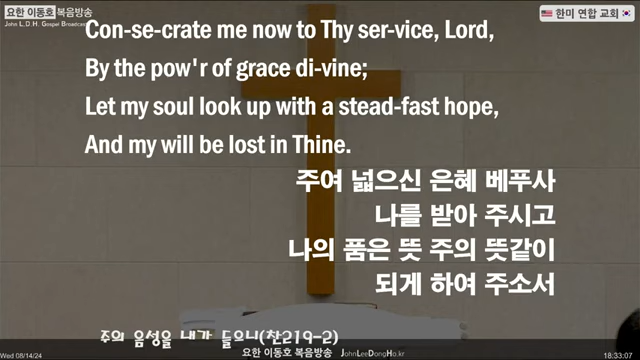 요한 이동호 복음방송
John L.D.H. Gospel Broadcast
한미 연합 교회
Con-se-crate me now to Thy ser-vice, Lord,
By the pow'r of grace di-vine;
Let my soul look up with a stead-fast hope,
And my will be lost in Thine.
주여 넓으신 은혜 베푸사
나를 받아 주시고
나의 품은 뜻 주의 뜻같이
되게 하여 주소서
주의 음성을 내가 들으니(찬219-2)
Wed 08/14/24
요한 이동호 복음방송 JohnLeeDongHo.kr
18:33:07